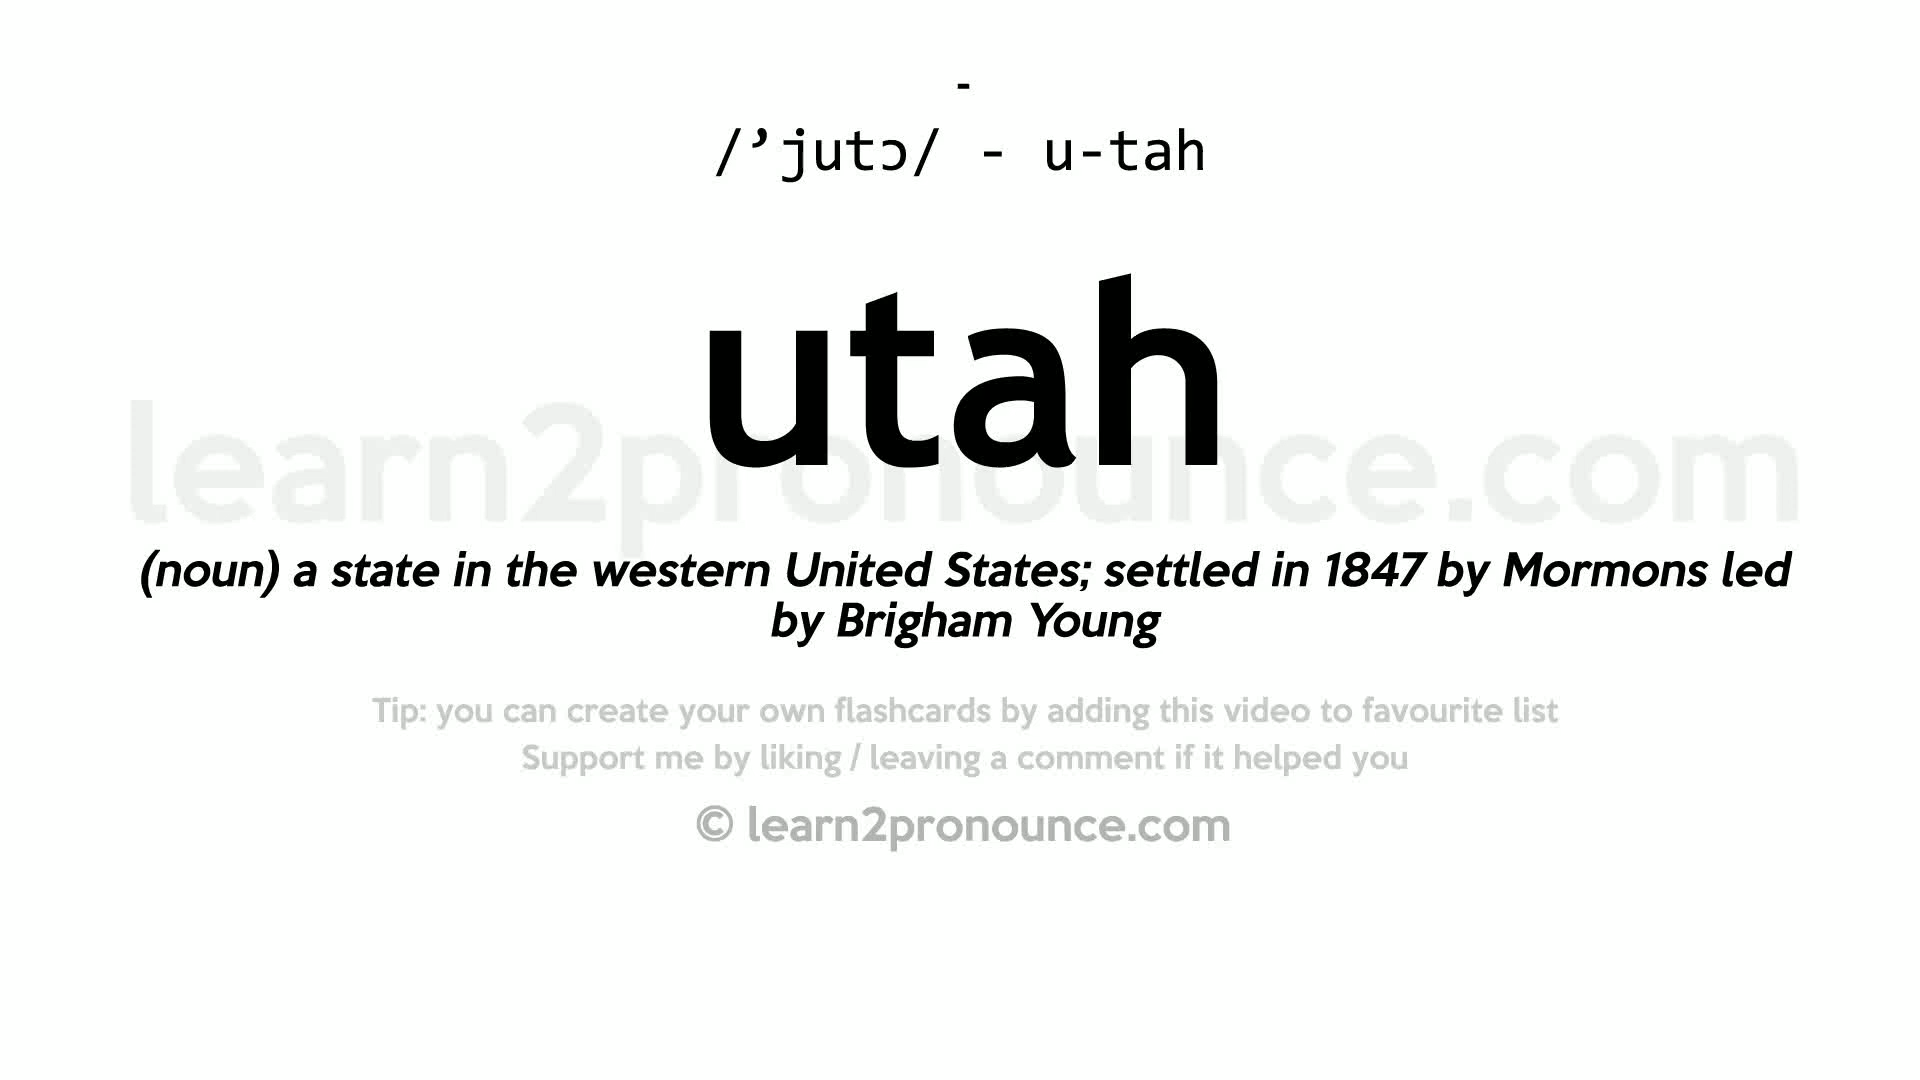 -
/’jutɔ/ - u-tah
utah
learn2pronounce.com
(noun) a state in the western United States; settled in 1847 by Mormons led
by Brigham Young
Tip: you can create your own flashcards by adding this video to favourite list
Support me by liking / leaving a comment if it helped you
© learn2pronounce.com